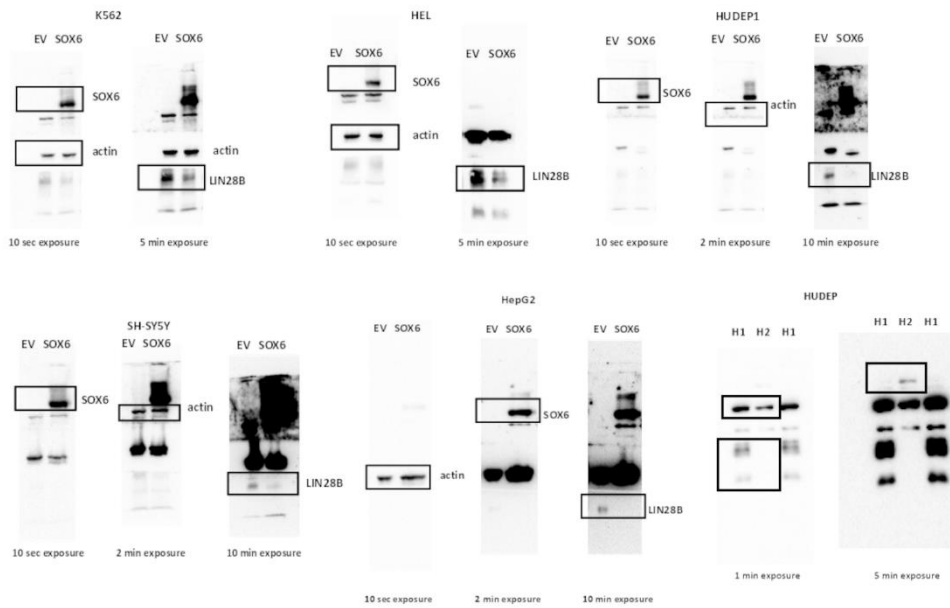 K562
EV SOX6
EV SOX6
SOX6
actin
actin
LIN28B
10 sec exposure
5 min exposure
HEL
EV SOX6
EV SOX6
SOX6
actin
LIN28B
10 sec exposure
5 min exposure
HUDEP1
EV SOX6
EV SOX6
EV SOX6
SOX6
actin
LIN28B
10 sec exposure
2 min exposure
10 min exposure
SH-SY5Y
EV SOX6
EV SOX6
EV SOX6
SOX6
actin
LIN28B
10 sec exposure
2 min exposure
10 min exposure
HepG2
EV SOX6
EV SOX6
EV SOX6
SOX6
actin
LIN28B
10 sec exposure
2 min exposure
10 min exposure
HUDEP
H1 H2 H1
H1 H2 H1
1 min exposure
5 min exposure